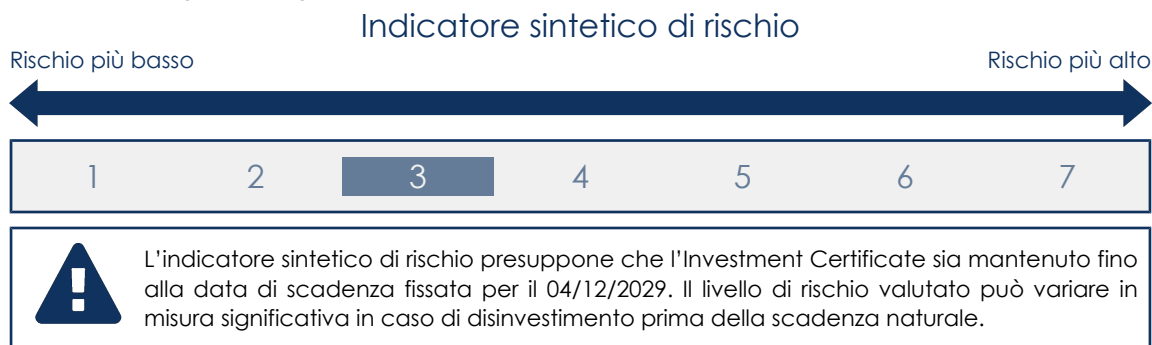 Indicatore sintetico di rischio
Rischio più basso Rischio più alto
1 2 3 4 5 6 7
L’indicatore sintetico di rischio presuppone che l’Investment Certificate sia mantenuto fino
alla data di scadenza fissata per il 04/12/2029. Il livello di rischio valutato può variare in
misura significativa in caso di disinvestimento prima della scadenza naturale.